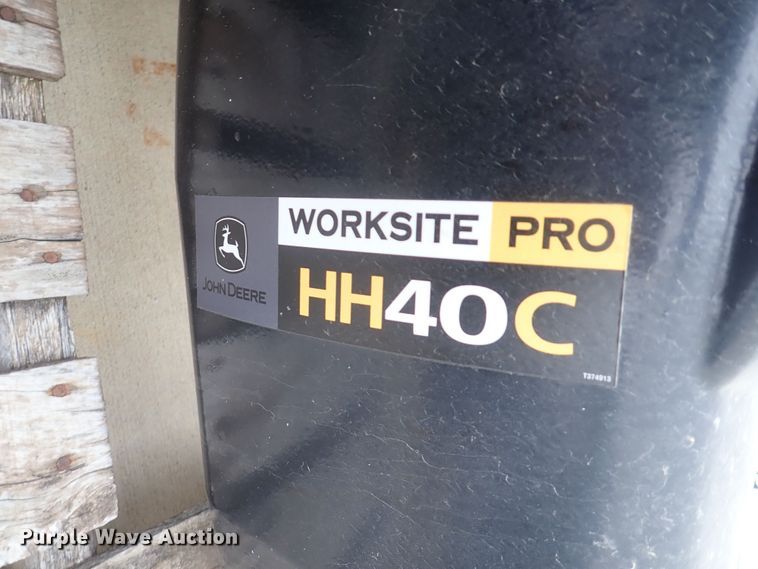 WORKSITE PRO
JOHN DEERE
HH40C
T374913
Purple Wave Auction